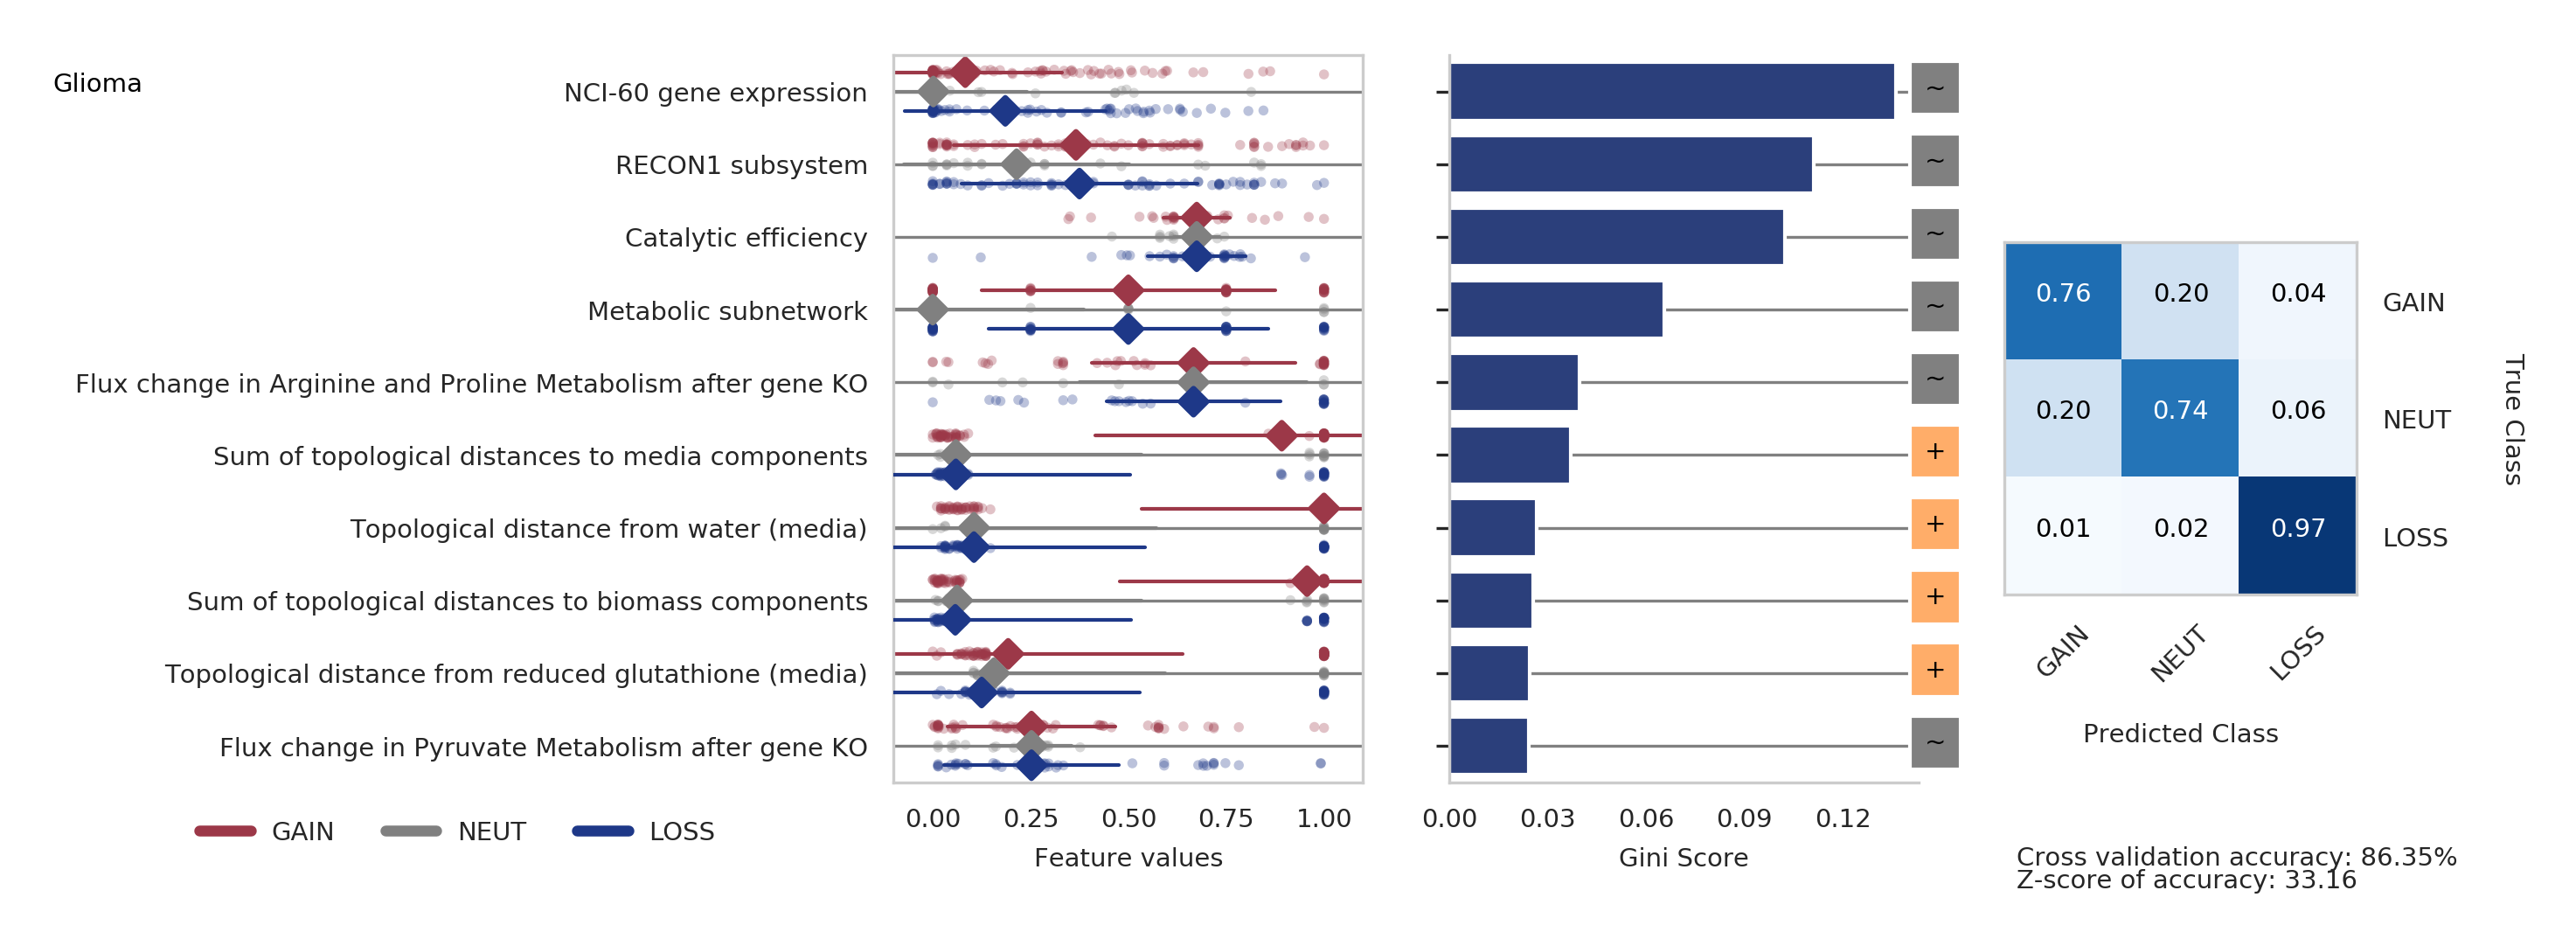 Glioma
NCI-60 gene expression
RECON1 subsystem
Catalytic efficiency
Metabolic subnetwork
Flux change in Arginine and Proline Metabolism after gene KO
Sum of topological distances to media components
Topological distance from water (media)
Sum of topological distances to biomass components
Topological distance from reduced glutathione (media)
Flux change in Pyruvate Metabolism after gene KO
GAIN NEUT LOSS
0.00 0.25 0.50 0.75 1.00
Feature values
~
~
~
~
~
+
+
+
+
~
0.00 0.03 0.06 0.09 0.12
Gini Score
0.76 0.20 0.04 GAIN
0.20 0.74 0.06 NEUT
0.01 0.02 0.97 LOSS
True Class
GAIN NEUT LOSS
Predicted Class
Cross validation accuracy: 86.35%
Z-score of accuracy: 33.16